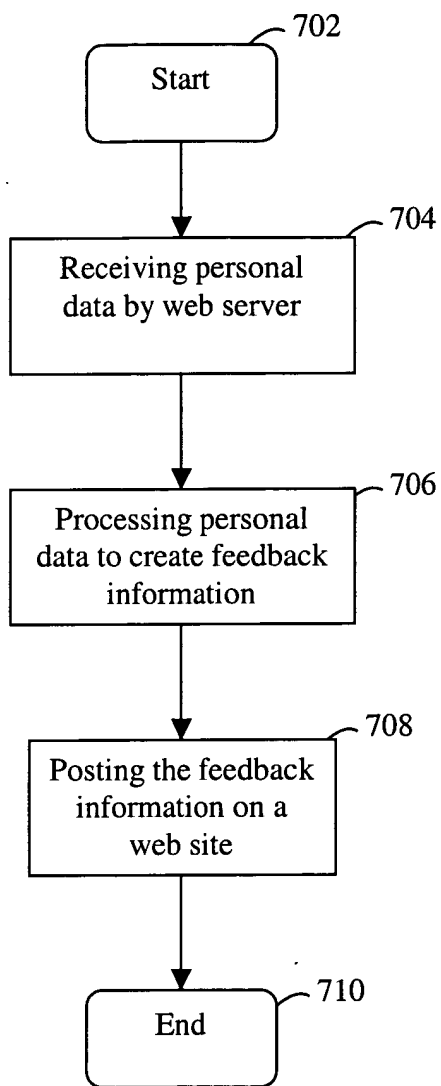 702
Start
704
Receiving personal
data by web server
706
Processing personal
data to create feedback
information
708
Posting the feedback
information on a
web site
710
End